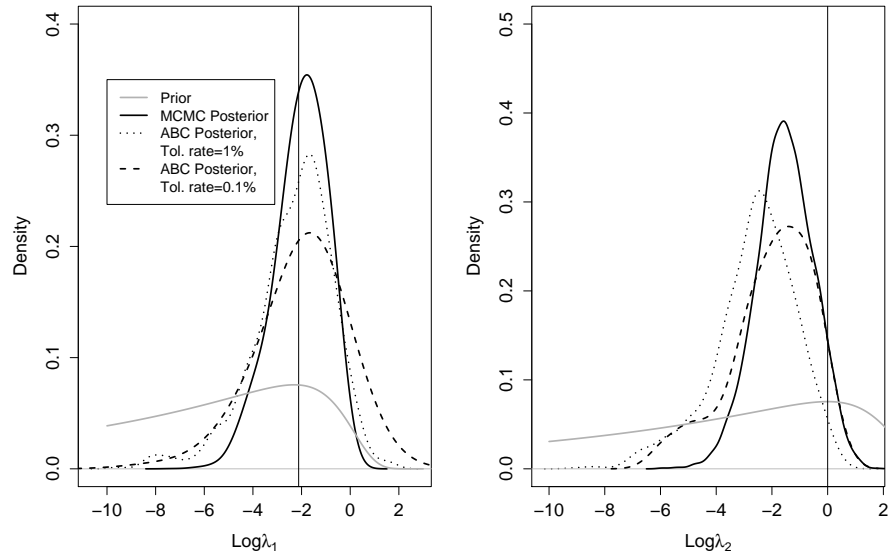 0.4
0.3
0.2
0.1
0.0
Density
−10
−8
−6
−4
−2
0
2
Logλ1
Prior
MCMC Posterior
ABC Posterior,
Tol. rate=1%
ABC Posterior,
Tol. rate=0.1%
0.5
0.4
0.3
0.2
0.1
0.0
Density
−10
−8
−6
−4
−2
0
2
Logλ2